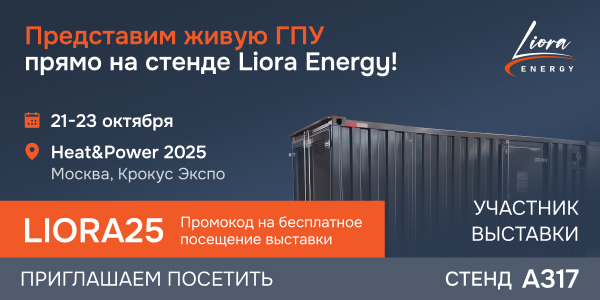 Представим живую ГПУ
прямо на стенде Liora Energy!
Liora
ENERGY
21-23 октября
Heat&Power 2025
Москва, Крокус Экспо
LIORA25
Промокод на бесплатное
посещение выставки
УЧАСТНИК
ВЫСТАВКИ
ПРИГЛАШАЕМ ПОСЕТИТЬ
СТЕНД A317